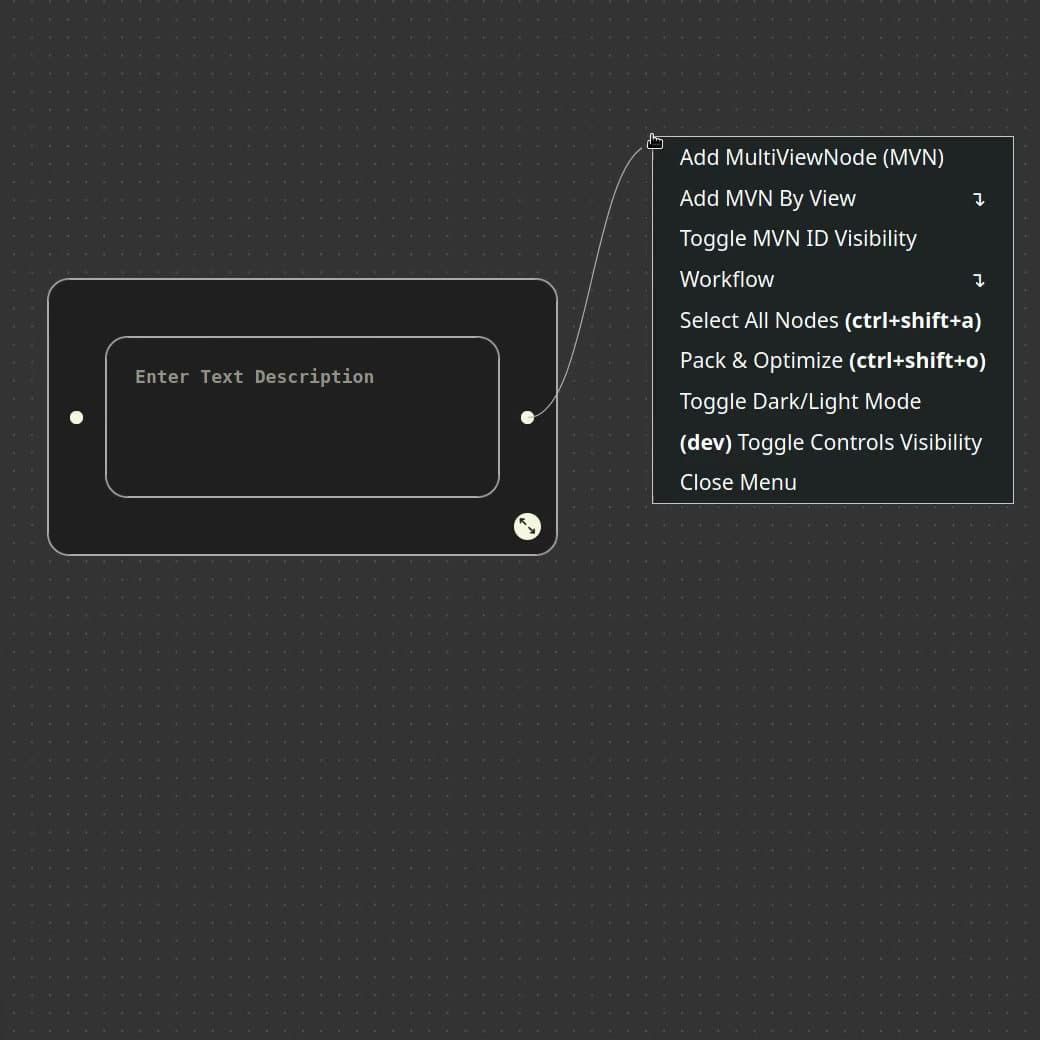 Add MultiViewNode (MVN)
Add MVN By View ↴
Toggle MVN ID Visibility
Workflow ↴
Select All Nodes (ctrl+shift+a)
Pack & Optimize (ctrl+shift+o)
Toggle Dark/Light Mode
(dev) Toggle Controls Visibility
Close Menu
Enter Text Description